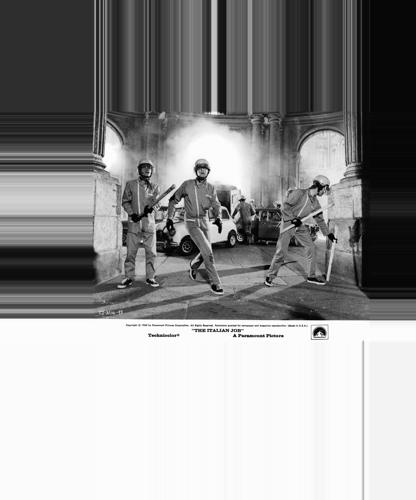 Copyright © 1969 by Paramount Pictures Corporation. All Rights Reserved. Permission granted for newspaper and magazine reproduction. (Made in U.S.A.)
"THE ITALIAN JOB"
Technicolor® A Paramount Picture